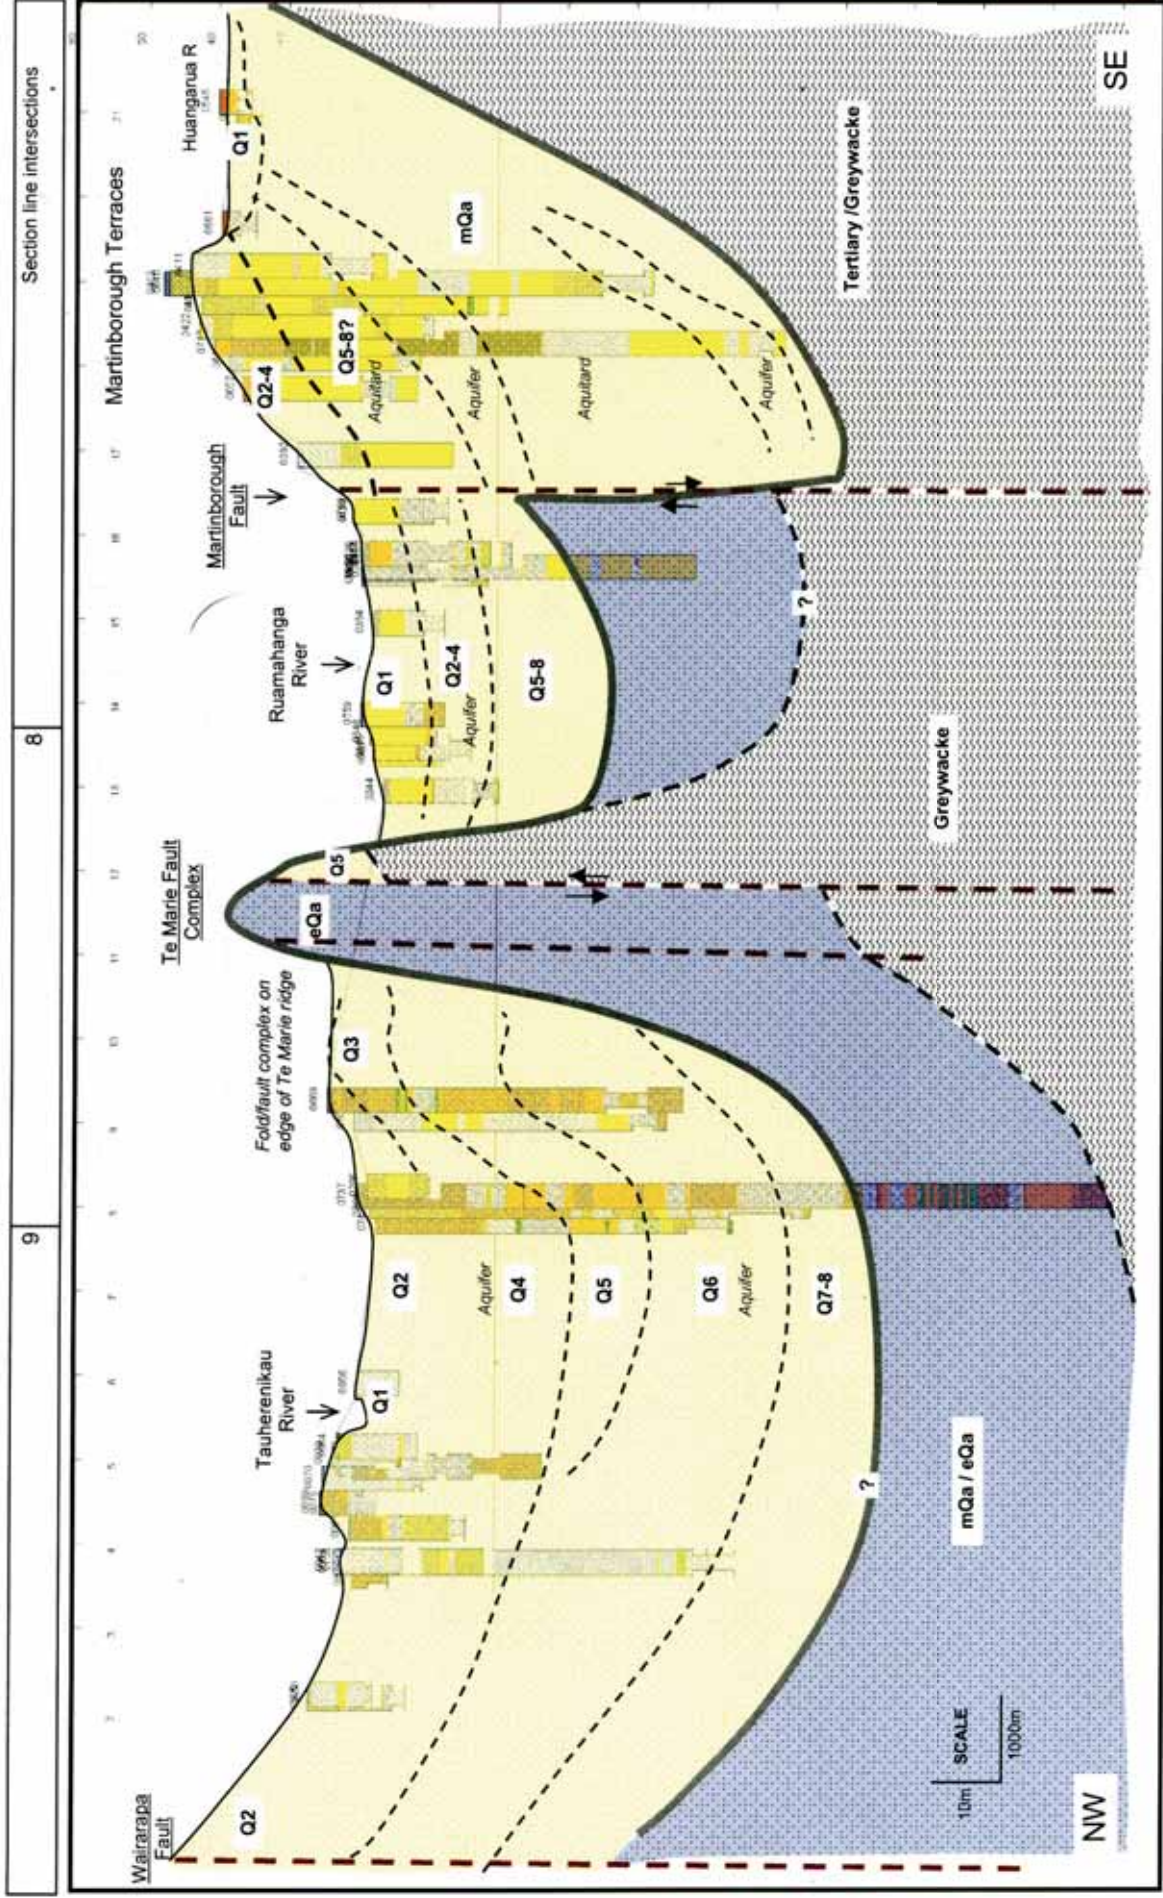 Section line intersections
9
8
Wairarapa
Fault
Tauherenikau
River
Fold/fault complex on
edge of Te Marie ridge
Te Marie Fault
Complex
Ruamahanga
River
Martinborough
Fault
Martinborough Terraces
Huangarua R
Q2
Q1
Q2
Aquifer
Q4
Q5
Q6
Aquifer
Q7-8
Q3
eQa
Q5
Q1
Q2-4
Aquifer
Q5-8
Q2-4
Q5-8?
Aquitard
Aquifer
Aquitard
Aquifer
Q1
mQa
?
?
mQa / eQa
Greywacke
Tertiary /Greywacke
SCALE
10m
1000m
NW
SE